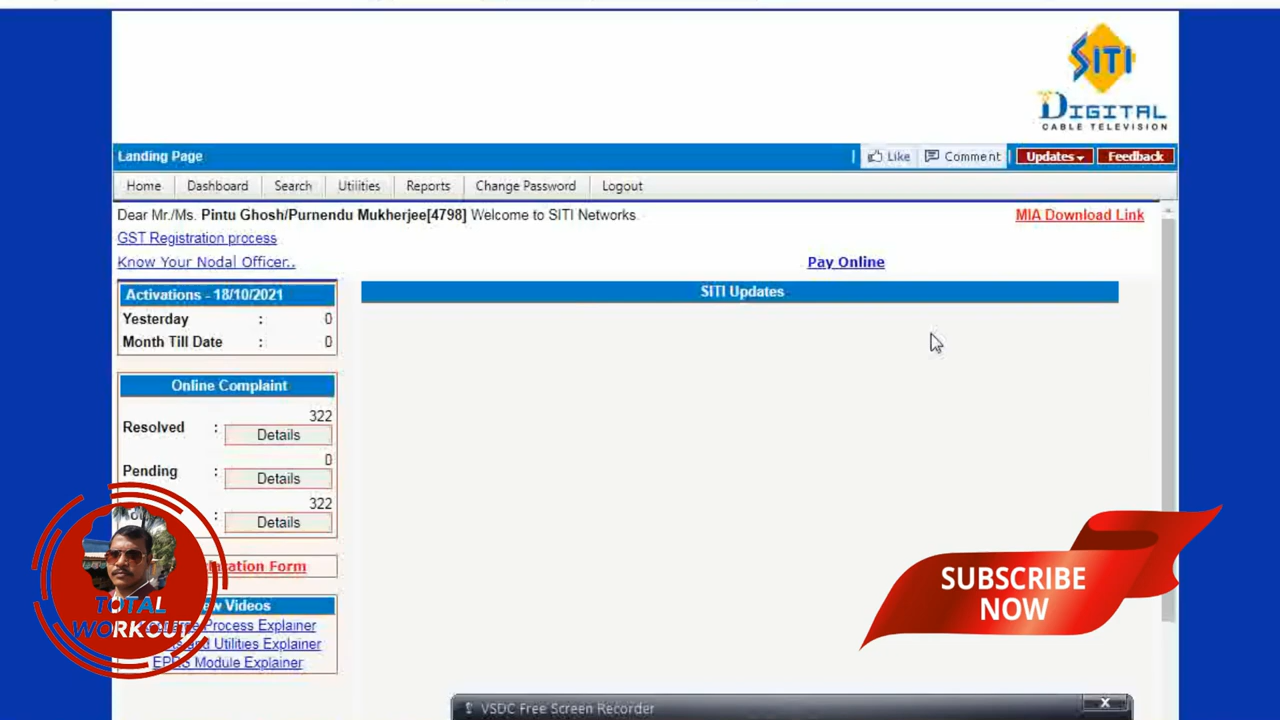 SITI
DIGITAL
CABLE TELEVISION
Landing Page | Like Comment | Updates Feedback
Home Dashboard Search Utilities Reports Change Password Logout
Dear Mr./Ms. Pintu Ghosh/Purnendu Mukherjee[4798] Welcome to SITI Networks
MIA Download Link
GST Registration process
Know Your Nodal Officer..
Pay Online
Activations - 18/10/2021
Yesterday : 0
Month Till Date : 0
SITI Updates
Online Complaint
322
Resolved : Details
0
Pending : Details
322
: Details
Form
Videos
Process Explainer
and Utilities Explainer
Module Explainer
TOTAL
WORKOUT
SUBSCRIBE
NOW
VSDC Free Screen Recorder
X